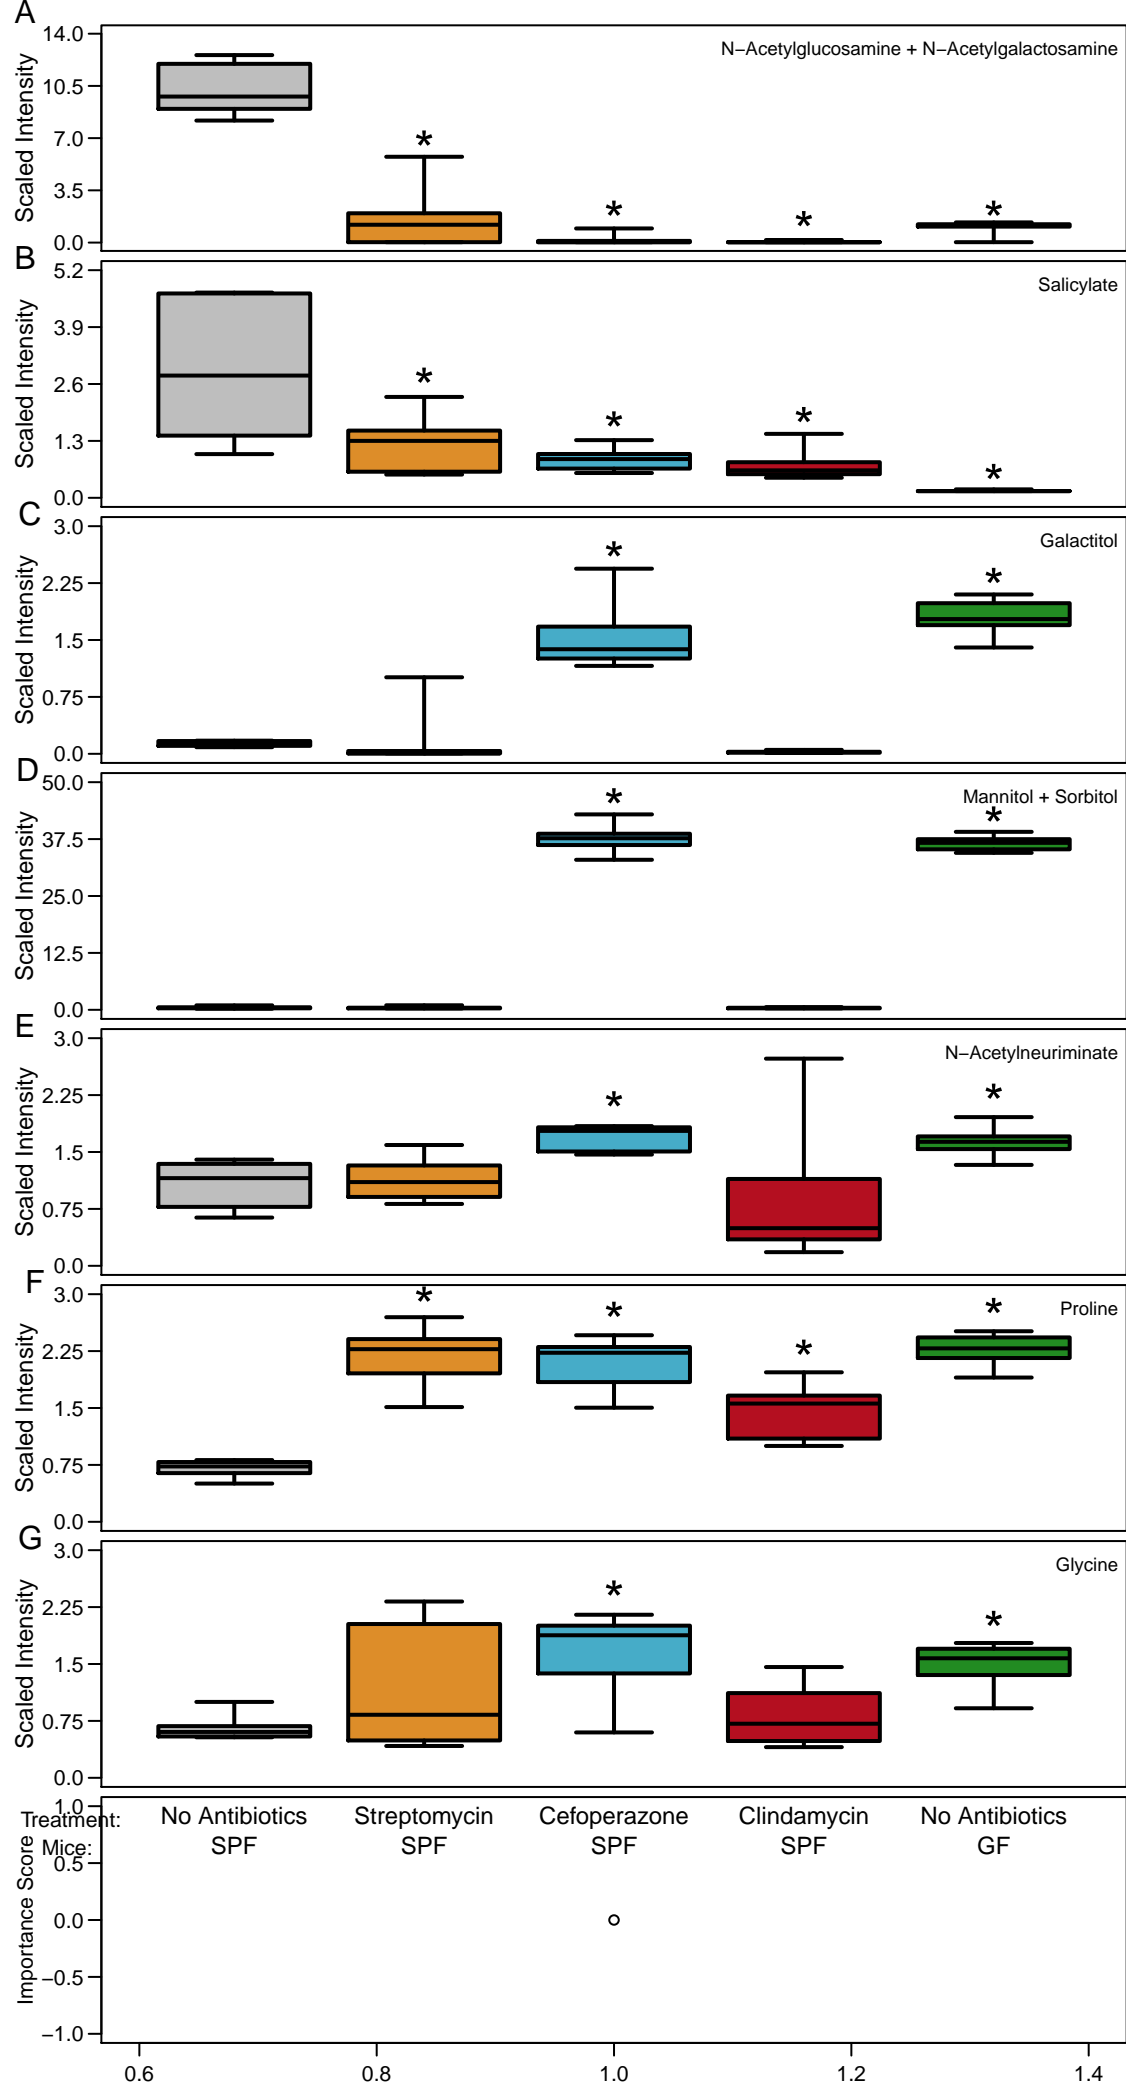 A
14.0
10.5
7.0
3.5
0.0
Scaled Intensity
N−Acetylglucosamine + N−Acetylgalactosamine
*
*
*
*
B
5.2
3.9
2.6
1.3
0.0
Scaled Intensity
Salicylate
*
*
*
*
C
3.0
2.25
1.5
0.75
0.0
Scaled Intensity
Galactitol
*
*
D
50.0
37.5
25.0
12.5
0.0
Scaled Intensity
Mannitol + Sorbitol
*
*
E
3.0
2.25
1.5
0.75
0.0
Scaled Intensity
N−Acetylneuriminate
*
*
F
3.0
2.25
1.5
0.75
0.0
Scaled Intensity
Proline
*
*
*
*
G
3.0
2.25
1.5
0.75
0.0
Scaled Intensity
Glycine
*
*
Treatment: No Antibiotics Streptomycin Cefoperazone Clindamycin No Antibiotics
Mice: SPF SPF SPF SPF GF
1.0
0.5
0.0
−0.5
−1.0
Importance Score
0.6 0.8 1.0 1.2 1.4